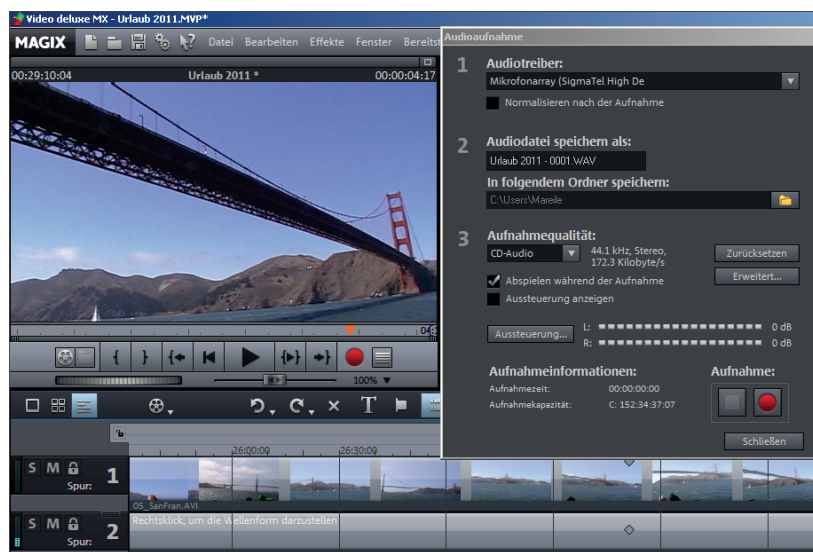 Video deluxe MX - Urlaub 2011.MVP*
MAGIX Datei Bearbeiten Effekte Fenster Bereitst
00:29:10:04 Urlaub 2011 * 00:00:04:17
100%
26:00:00 26:30:00
S M 1
Spur:
05_SanFran.AVI
S M 2
Spur:
Rechtsklick, um die Wellenform darzustellen
Audioaufnahme
1 Audiotreiber:
Mikrofonarray (SigmaTel High De
Normalisieren nach der Aufnahme
2 Audiodatei speichern als:
Urlaub 2011 - 0001.WAV
In folgendem Ordner speichern:
C:\Users\Mareile
3 Aufnahmequalität:
CD-Audio 44.1 kHz, Stereo, Zurücksetzen
172.3 Kilobyte/s
Abspielen während der Aufnahme Erweitert...
Aussteuerung anzeigen
Aussteuerung... L: 0 dB
R: 0 dB
Aufnahmeinformationen: Aufnahme:
Aufnahmezeit: 00:00:00:00
Aufnahmekapazität: C: 152:34:37:07
Schließen